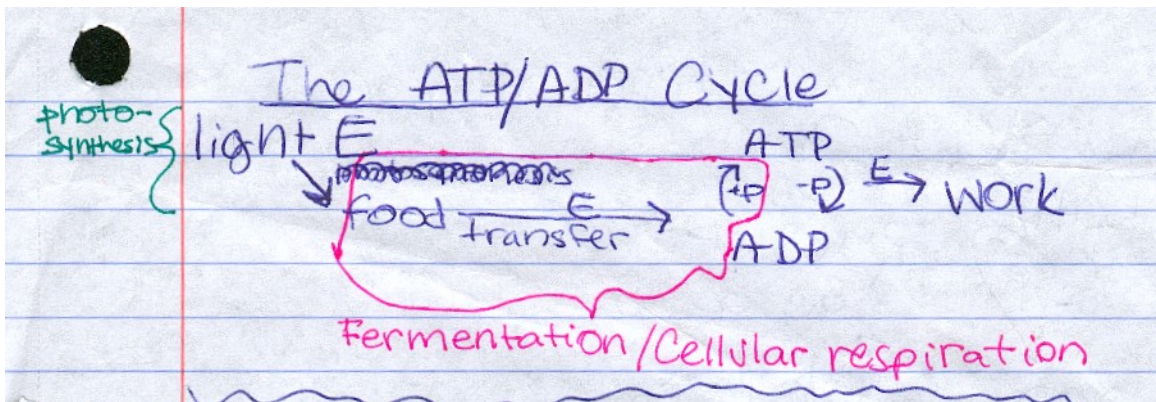 The ATP/ADP Cycle
photo-
synthesis
light E
ATP
+P -P E work
food E
transfer
ADP
Fermentation/Cellular respiration